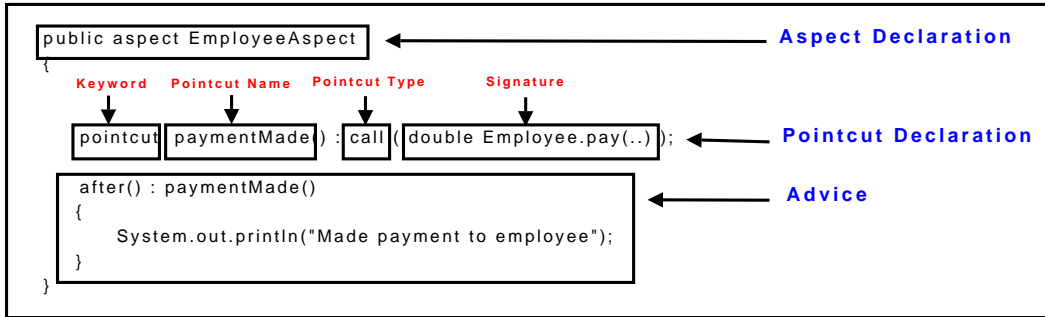 public aspect EmployeeAspect Aspect Declaration
{
Keyword Pointcut Name Pointcut Type Signature
pointcut paymentMade() : call ( double Employee.pay(..) ); Pointcut Declaration
after() : paymentMade()
Advice
{
System.out.println("Made payment to employee");
}
}